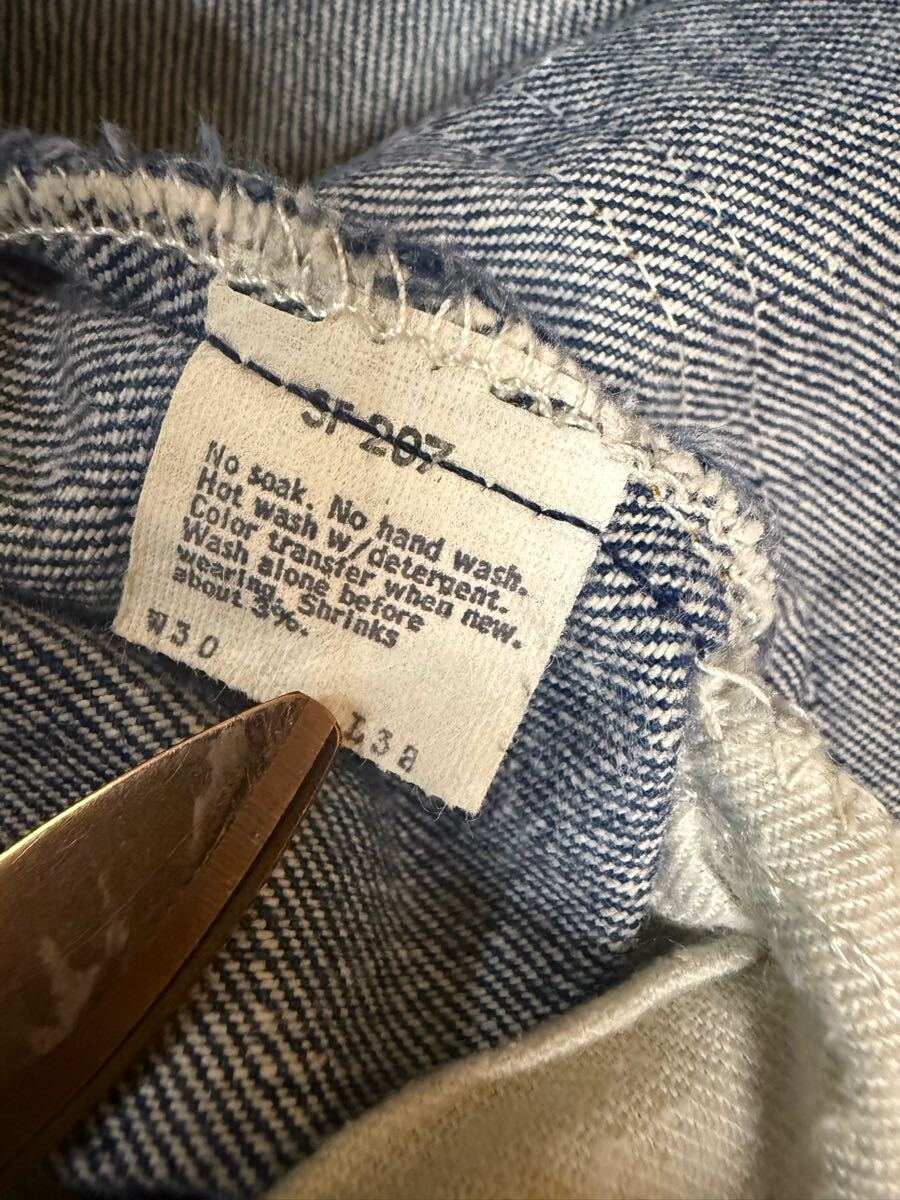 SF 207
No soak. No hand wash.
Hot wash w/detergent.
Color transfer when new.
Wash alone before
wearing. Shrinks
about 3%.
W30